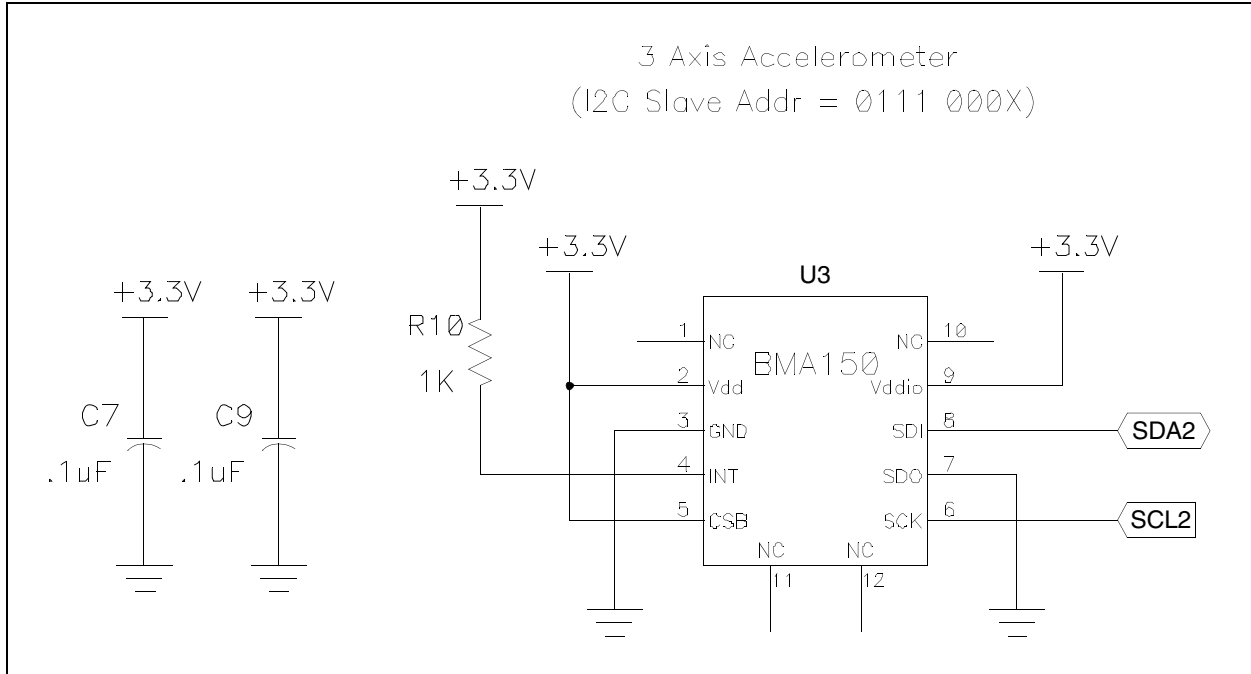 3 Axis Accelerometer
(I2C Slave Addr = 0111 000X)
+3.3V
+3.3V
+3.3V
U3
+3.3V
+3.3V
R10
1K
1
NC
NC
10
BMA150
2
Vdd
Vddio
9
C7
C9
3
GND
SDI
8
SDA2
.1uF
.1uF
4
INT
SDO
7
5
CSB
SCK
6
SCL2
NC
NC
11
12